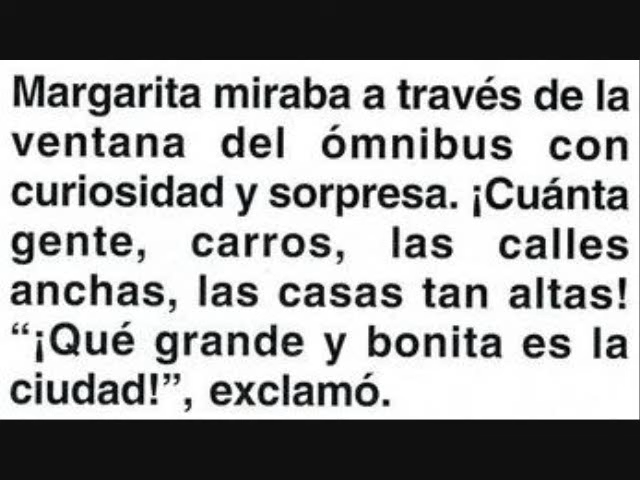 Margarita miraba a través de la
ventana del ómnibus con
curiosidad y sorpresa. ¡Cuánta
gente, carros, las calles
anchas, las casas tan altas!
“¡Qué grande y bonita es la
ciudad!”, exclamó.